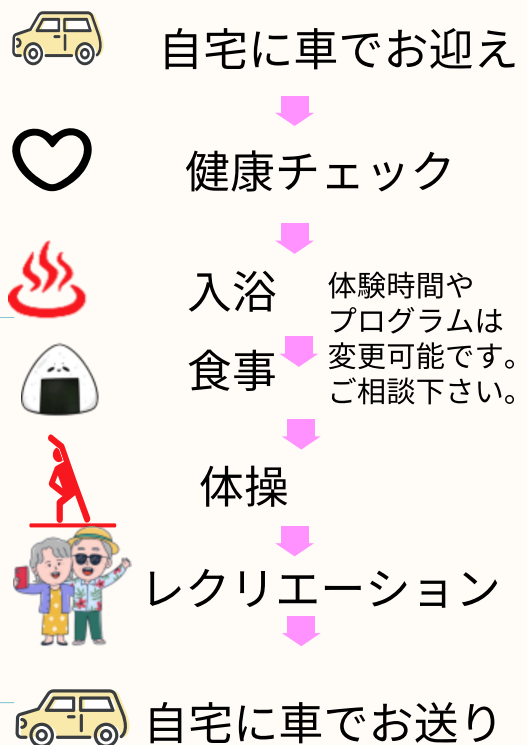 自宅に車でお迎え
健康チェック
入浴
体験時間や
プログラムは
変更可能です。
ご相談下さい。
食事
体操
レクリエーション
自宅に車でお送り